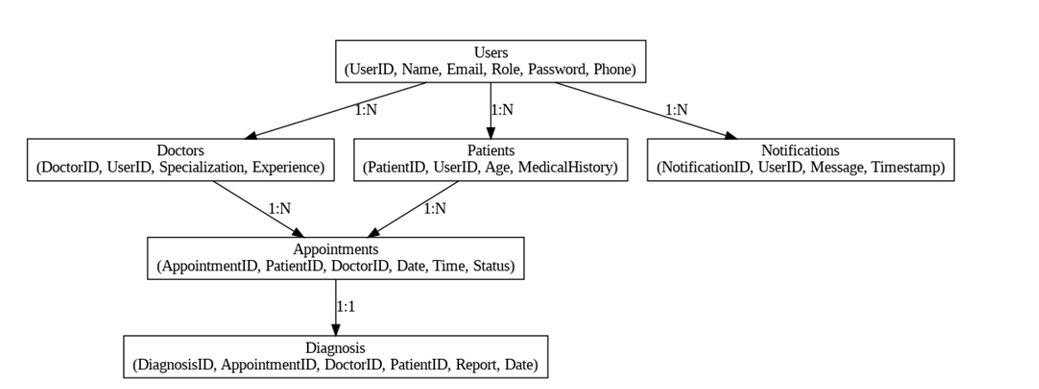 Users
(UserID, Name, Email, Role, Password, Phone)
1:N
1:N
1:N
Doctors
(DoctorID, UserID, Specialization, Experience)
Patients
(PatientID, UserID, Age, MedicalHistory)
Notifications
(NotificationID, UserID, Message, Timestamp)
1:N
1:N
Appointments
(AppointmentID, PatientID, DoctorID, Date, Time, Status)
1:1
Diagnosis
(DiagnosisID, AppointmentID, DoctorID, PatientID, Report, Date)